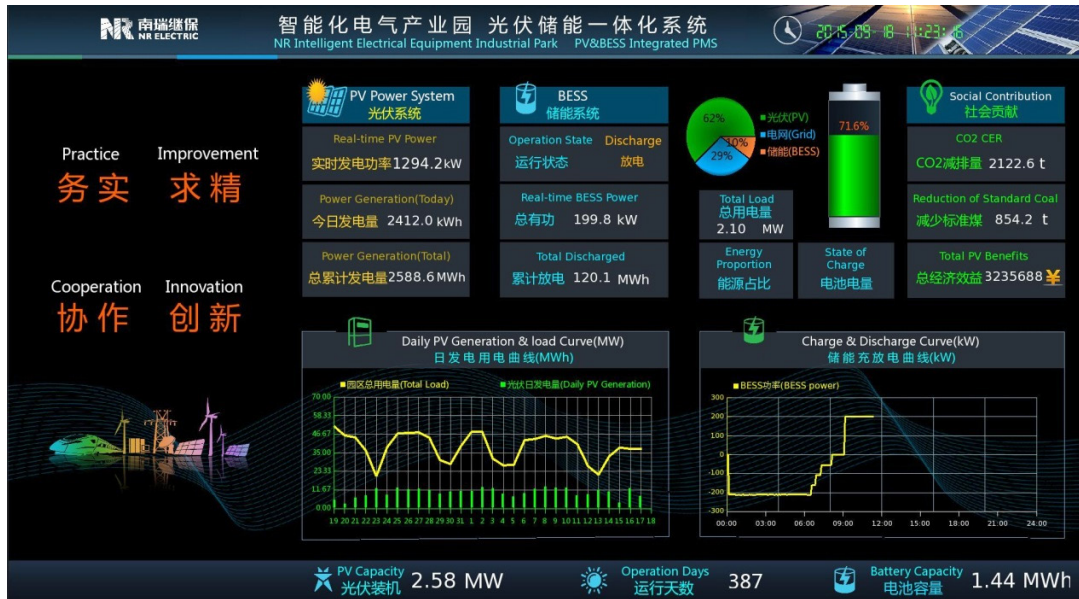 NR 南瑞继保
NR ELECTRIC
智能化电气产业园 光伏储能一体化系统
NR Intelligent Electrical Equipment Industrial Park PV&BESS Integrated PMS
Practice Improvement
务实 求精
Cooperation Innovation
协作 创新
PV Power System
光伏系统
Real-time PV Power
实时发电功率1294.2kW
Power Generation(Today)
今日发电量 2412.0 kWh
Power Generation(Total)
总累计发电量2588.6MWh
BESS
储能系统
Operation State Discharge
运行状态 放电
Real-time BESS Power
总有功 199.8 kW
Total Discharged
累计放电 120.1 MWh
62%
10%
29%
光伏(PV)
电网(Grid)
储能(BESS)
71.6%
Total Load
总用电量
2.10 MW
Energy
Proportion
能源占比
State of
Charge
电池电量
Social Contribution
社会贡献
CO2 CER
CO2减排量 2122.6 t
Reduction of Standard Coal
减少标准煤 854.2 t
Total PV Benefits
总经济效益3235688¥
Daily PV Generation & load Curve(MW)
日发电用电曲线(MWh)
园区总用电量(Total Load) 光伏日发电量(Daily PV Generation)
70.00
58.33
46.67
35.00
23.33
11.67
0.00
19 20 21 22 23 24 25 26 27 28 29 30 31 1 2 3 4 5 6 7 8 9 10 11 12 13 14 15 16 17 18
Charge & Discharge Curve(kW)
储能充放电曲线(kW)
BESS功率(BESS power)
300
200
100
0
-100
-200
-300
00:00 03:00 06:00 09:00 12:00 15:00 18:00 21:00 24:00
PV Capacity
光伏装机 2.58 MW
Operation Days
运行天数 387
Battery Capacity
电池容量 1.44 MWh